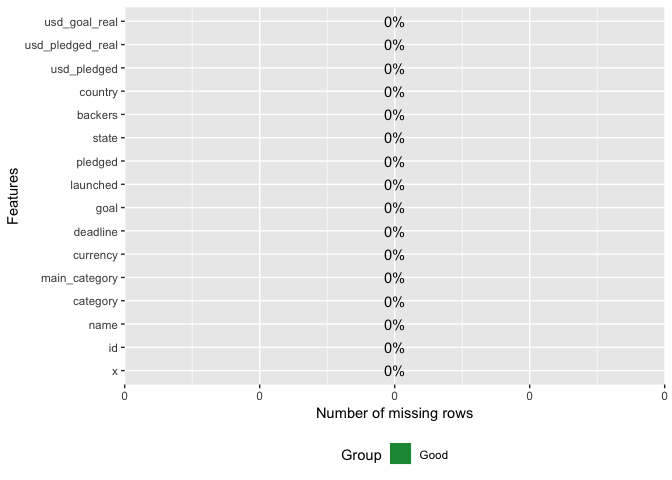 usd_goal_real 0%
usd_pledged_real 0%
usd_pledged 0%
country 0%
backers 0%
state 0%
pledged 0%
launched 0%
goal 0%
deadline 0%
currency 0%
main_category 0%
category 0%
name 0%
id 0%
x 0%
Features
0 0 0 0 0
Number of missing rows
Group Good